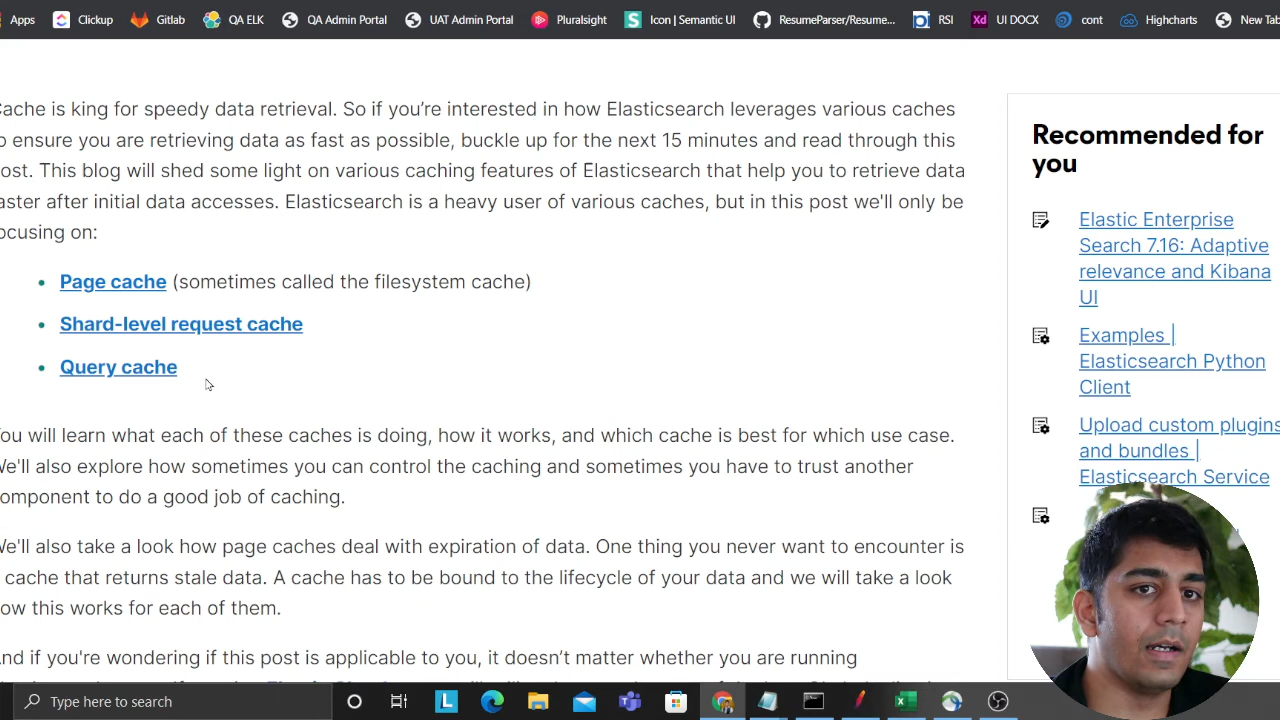 Apps Clickup Gitlab QA ELK QA Admin Portal UAT Admin Portal Pluralsight Icon | Semantic UI ResumeParser/Resume... RSI UI DOCX cont Highcharts New Tab
Cache is king for speedy data retrieval. So if you're interested in how Elasticsearch leverages various caches
o ensure you are retrieving data as fast as possible, buckle up for the next 15 minutes and read through this
ost. This blog will shed some light on various caching features of Elasticsearch that help you to retrieve data
aster after initial data accesses. Elasticsearch is a heavy user of various caches, but in this post we'll only be
ocusing on:
• Page cache (sometimes called the filesystem cache)
• Shard-level request cache
• Query cache
You will learn what each of these caches is doing, how it works, and which cache is best for which use case.
We'll also explore how sometimes you can control the caching and sometimes you have to trust another
omponent to do a good job of caching.
We'll also take a look how page caches deal with expiration of data. One thing you never want to encounter is
cache that returns stale data. A cache has to be bound to the lifecycle of your data and we will take a look
ow this works for each of them.
And if you're wondering if this post is applicable to you, it doesn't matter whether you are running
Recommended for
you
Elastic Enterprise
Search 7.16: Adaptive
relevance and Kibana
UI
Examples |
Elasticsearch Python
Client
Upload custom plugins
and bundles |
Elasticsearch Service
Type here to search